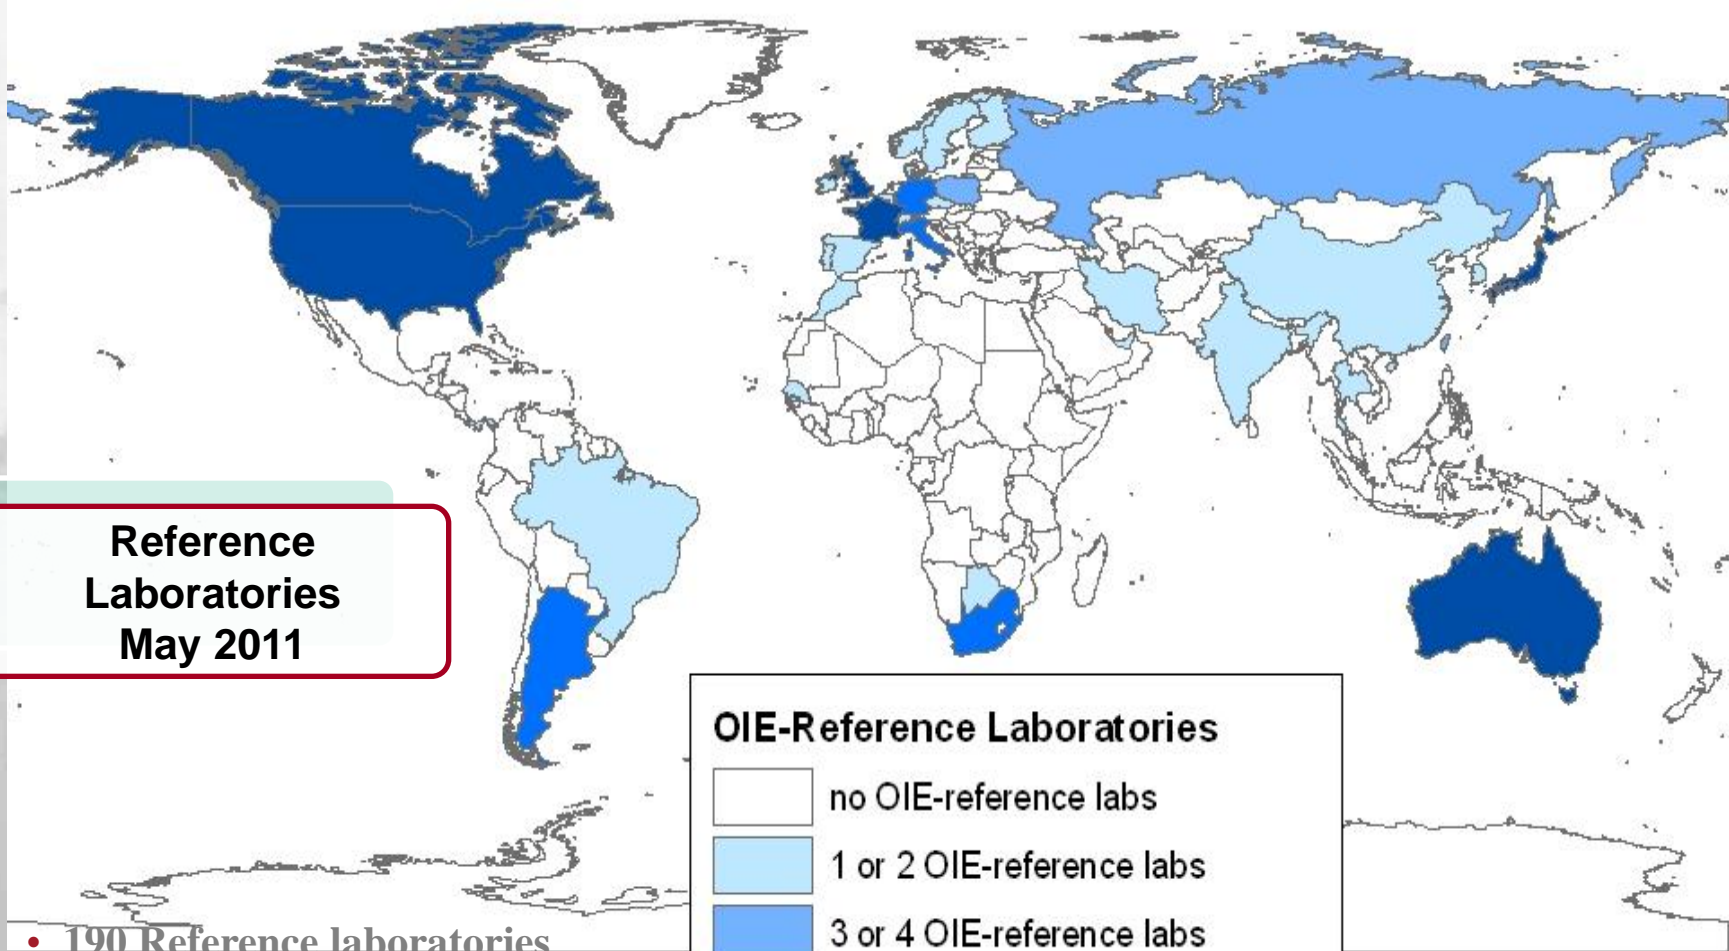 Reference
Laboratories
May 2011
OIE-Reference Laboratories
no OIE-reference labs
1 or 2 OIE-reference labs
3 or 4 OIE-reference labs
• 190 Reference laboratories